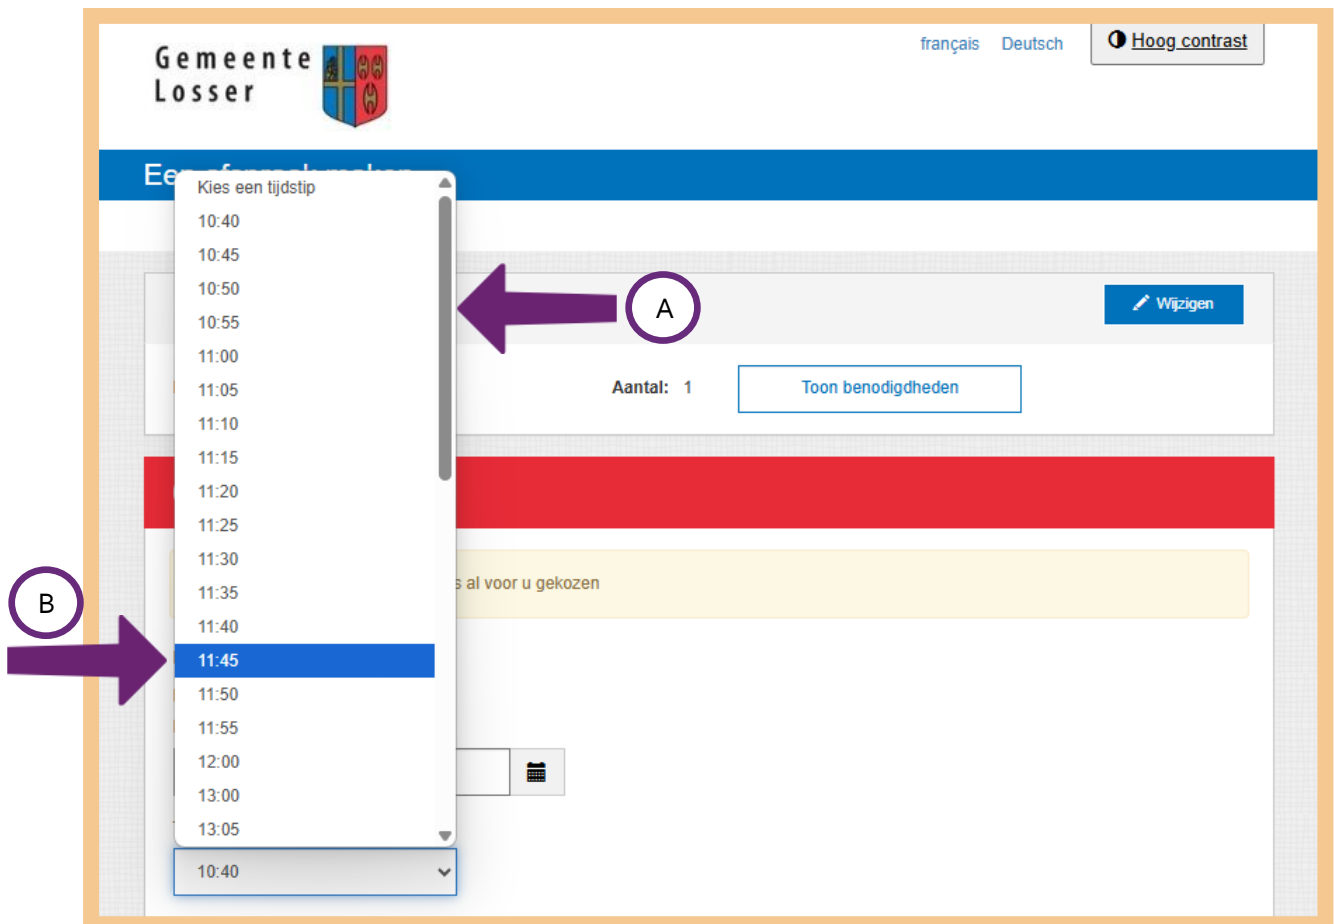 Gemeente
Losser
français Deutsch Hoog contrast
Kies een tijdstip
10:40
10:45
10:50
10:55
11:00
11:05
11:10
11:15
11:20
11:25
11:30
11:35
11:40
11:45
11:50
11:55
12:00
13:00
13:05
10:40
A
Wijzigen
Aantal: 1 Toon benodigdheden
al voor u gekozen
B